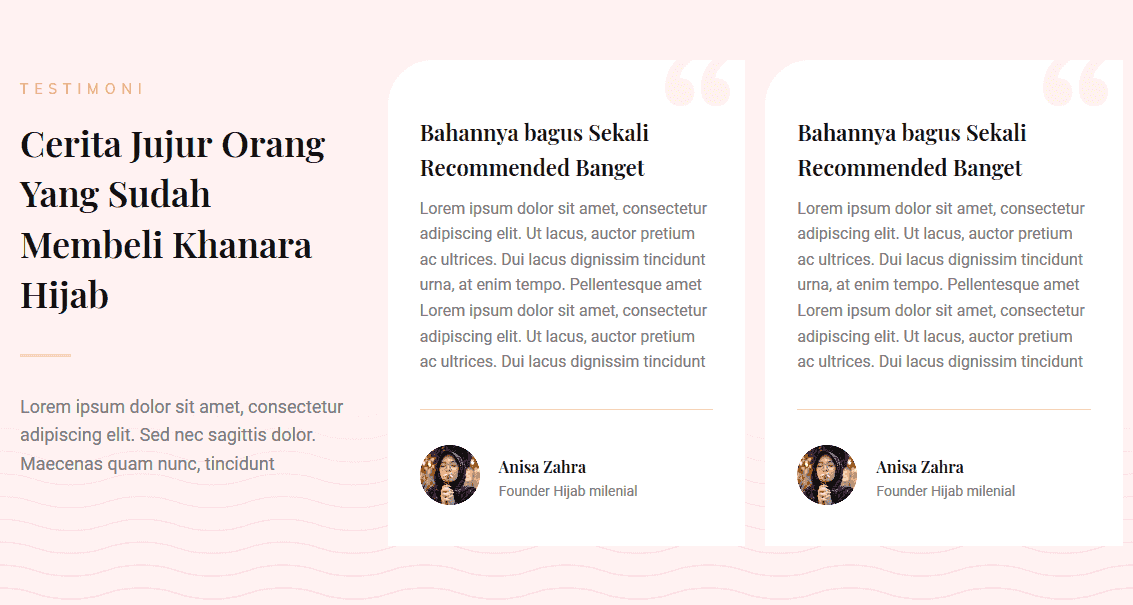 TESTIMONI
Cerita Jujur Orang
Yang Sudah
Membeli Khanara
Hijab
Lorem ipsum dolor sit amet, consectetur
adipiscing elit. Sed nec sagittis dolor.
Maecenas quam nunc, tincidunt
Bahannya bagus Sekali
Recommended Banget
Lorem ipsum dolor sit amet, consectetur
adipiscing elit. Ut lacus, auctor pretium
ac ultrices. Dui lacus dignissim tincidunt
urna, at enim tempo. Pellentesque amet
Lorem ipsum dolor sit amet, consectetur
adipiscing elit. Ut lacus, auctor pretium
ac ultrices. Dui lacus dignissim tincidunt
Anisa Zahra
Founder Hijab milenial
Bahannya bagus Sekali
Recommended Banget
Lorem ipsum dolor sit amet, consectetur
adipiscing elit. Ut lacus, auctor pretium
ac ultrices. Dui lacus dignissim tincidunt
urna, at enim tempo. Pellentesque amet
Lorem ipsum dolor sit amet, consectetur
adipiscing elit. Ut lacus, auctor pretium
ac ultrices. Dui lacus dignissim tincidunt
Anisa Zahra
Founder Hijab milenial